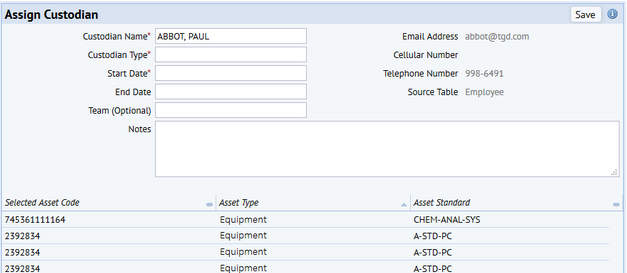 Assign Custodian Save
Custodian Name* ABBOT, PAUL Email Address abbot@tgd.com
Custodian Type* Cellular Number
Start Date* Telephone Number 998-6491
End Date Source Table Employee
Team (Optional)
Notes
Selected Asset Code Asset Type Asset Standard
745361111164 Equipment CHEM-ANAL-SYS
2392834 Equipment A-STD-PC
2392834 Equipment A-STD-PC
2392834 Equipment A-STD-PC